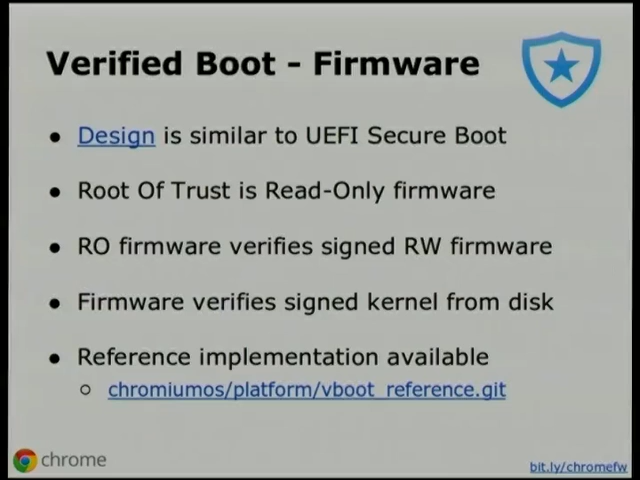 Verified Boot - Firmware
● Design is similar to UEFI Secure Boot
● Root Of Trust is Read-Only firmware
● RO firmware verifies signed RW firmware
● Firmware verifies signed kernel from disk
● Reference implementation available
○ chromiumos/platform/vboot_reference.git
chrome
bit.ly/chromefw